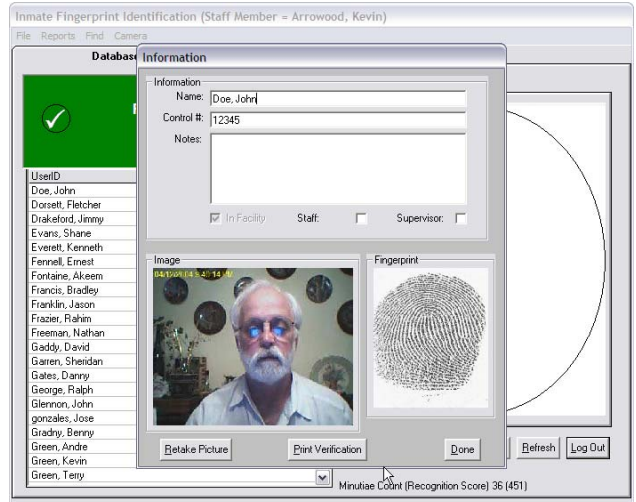 Inmate Fingerprint Identification (Staff Member = Arrowood, Kevin)
File Reports Find Camera
Database
Information
Information
Name: Doe, John
Control #: 12345
Notes:
In Facility Staff: Supervisor:
UserID
Doe, John
Dorsett, Fletcher
Drakeford, Jimmy
Evans, Shane
Everett, Kenneth
Fennell, Ernest
Fontaine, Akeem
Francis, Bradley
Franklin, Jason
Frazier, Rahim
Freeman, Nathan
Gaddy, David
Garren, Sheridan
Gates, Danny
George, Ralph
Glennon, John
gonzales, Jose
Gradny, Benny
Green, Andre
Green, Kevin
Green, Terry
Image
Fingerprint
Retake Picture Print Verification Done
Refresh Log Out
Minutiae Count (Recognition Score) 36 (451)